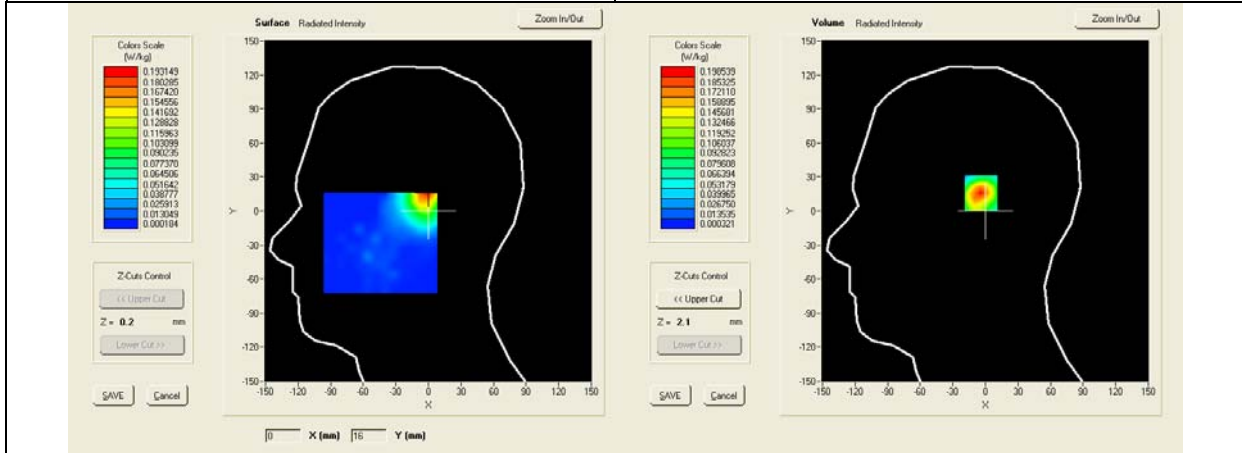 Surface Radiated Intensity
Zoom In/Out
Colors Scale
(W/kg)
0.193149
0.180285
0.167420
0.154556
0.141692
0.128828
0.115963
0.103099
0.090235
0.077370
0.064506
0.051642
0.038777
0.025913
0.013049
0.000184
Z-Cuts Control
<< Upper Cut
Z = 0.2 mm
Lower Cut >>
SAVE Cancel
150
120
90
60
30
0
-30
-60
-90
-120
-150
Y
-150 -120 -90 -60 -30 0 30 60 90 120 150
X
0 X (mm) 16 Y (mm)
Volume Radiated Intensity
Zoom In/Out
Colors Scale
(W/kg)
0.198539
0.185325
0.172110
0.158895
0.145681
0.132466
0.119252
0.106037
0.092823
0.079608
0.066394
0.053179
0.039965
0.026750
0.013535
0.000321
Z-Cuts Control
<< Upper Cut
Z = 2.1 mm
Lower Cut >>
SAVE Cancel
150
120
90
60
30
0
-30
-60
-90
-120
-150
Y
-150 -120 -90 -60 -30 0 30 60 90 120 150
X